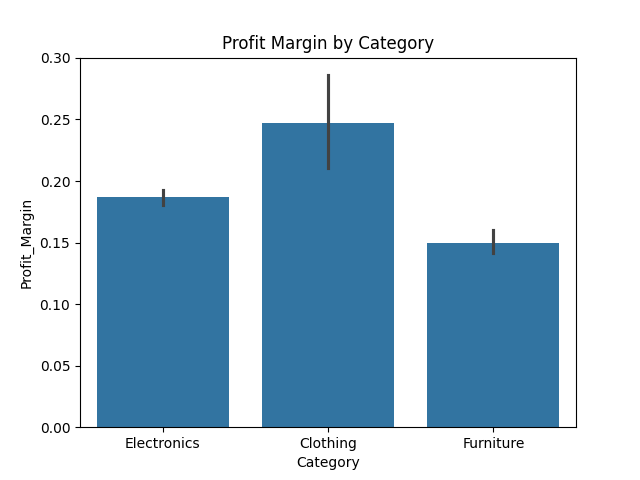 Profit Margin by Category
Profit_Margin
0.30
0.25
0.20
0.15
0.10
0.05
0.00
Electronics
Clothing
Furniture
Category